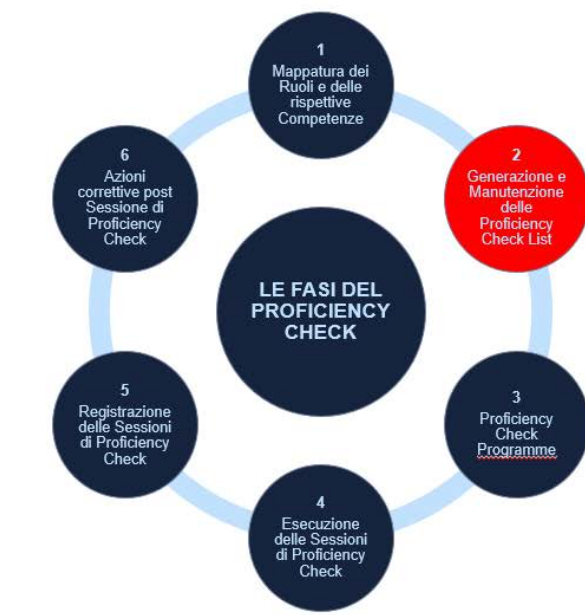 1
Mappatura dei
Ruoli e delle
rispettive
Competenze
2
Generazione e
Manutenzione
delle
Proficiency
Check List
3
Proficiency
Check
Programme
4
Esecuzione
delle Sessioni
di Proficiency
Check
5
Registrazione
delle Sessioni
di Proficiency
Check
6
Azioni
correttive post
Sessione di
Proficiency
Check
LE FASI DEL
PROFICIENCY
CHECK